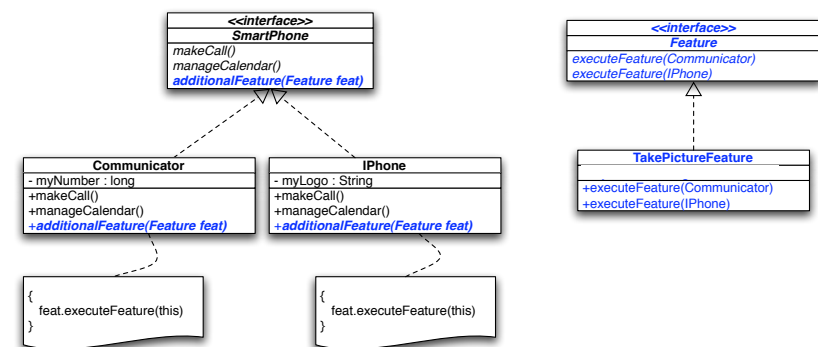 <<interface>>
SmartPhone
makeCall()
manageCalendar()
additionalFeature(Feature feat)
<<interface>>
Feature
executeFeature(Communicator)
executeFeature(IPhone)
Communicator
- myNumber : long
+makeCall()
+manageCalendar()
+additionalFeature(Feature feat)
IPhone
- myLogo : String
+makeCall()
+manageCalendar()
+additionalFeature(Feature feat)
TakePictureFeature
+executeFeature(Communicator)
+executeFeature(IPhone)
{
feat.executeFeature(this)
}
{
feat.executeFeature(this)
}